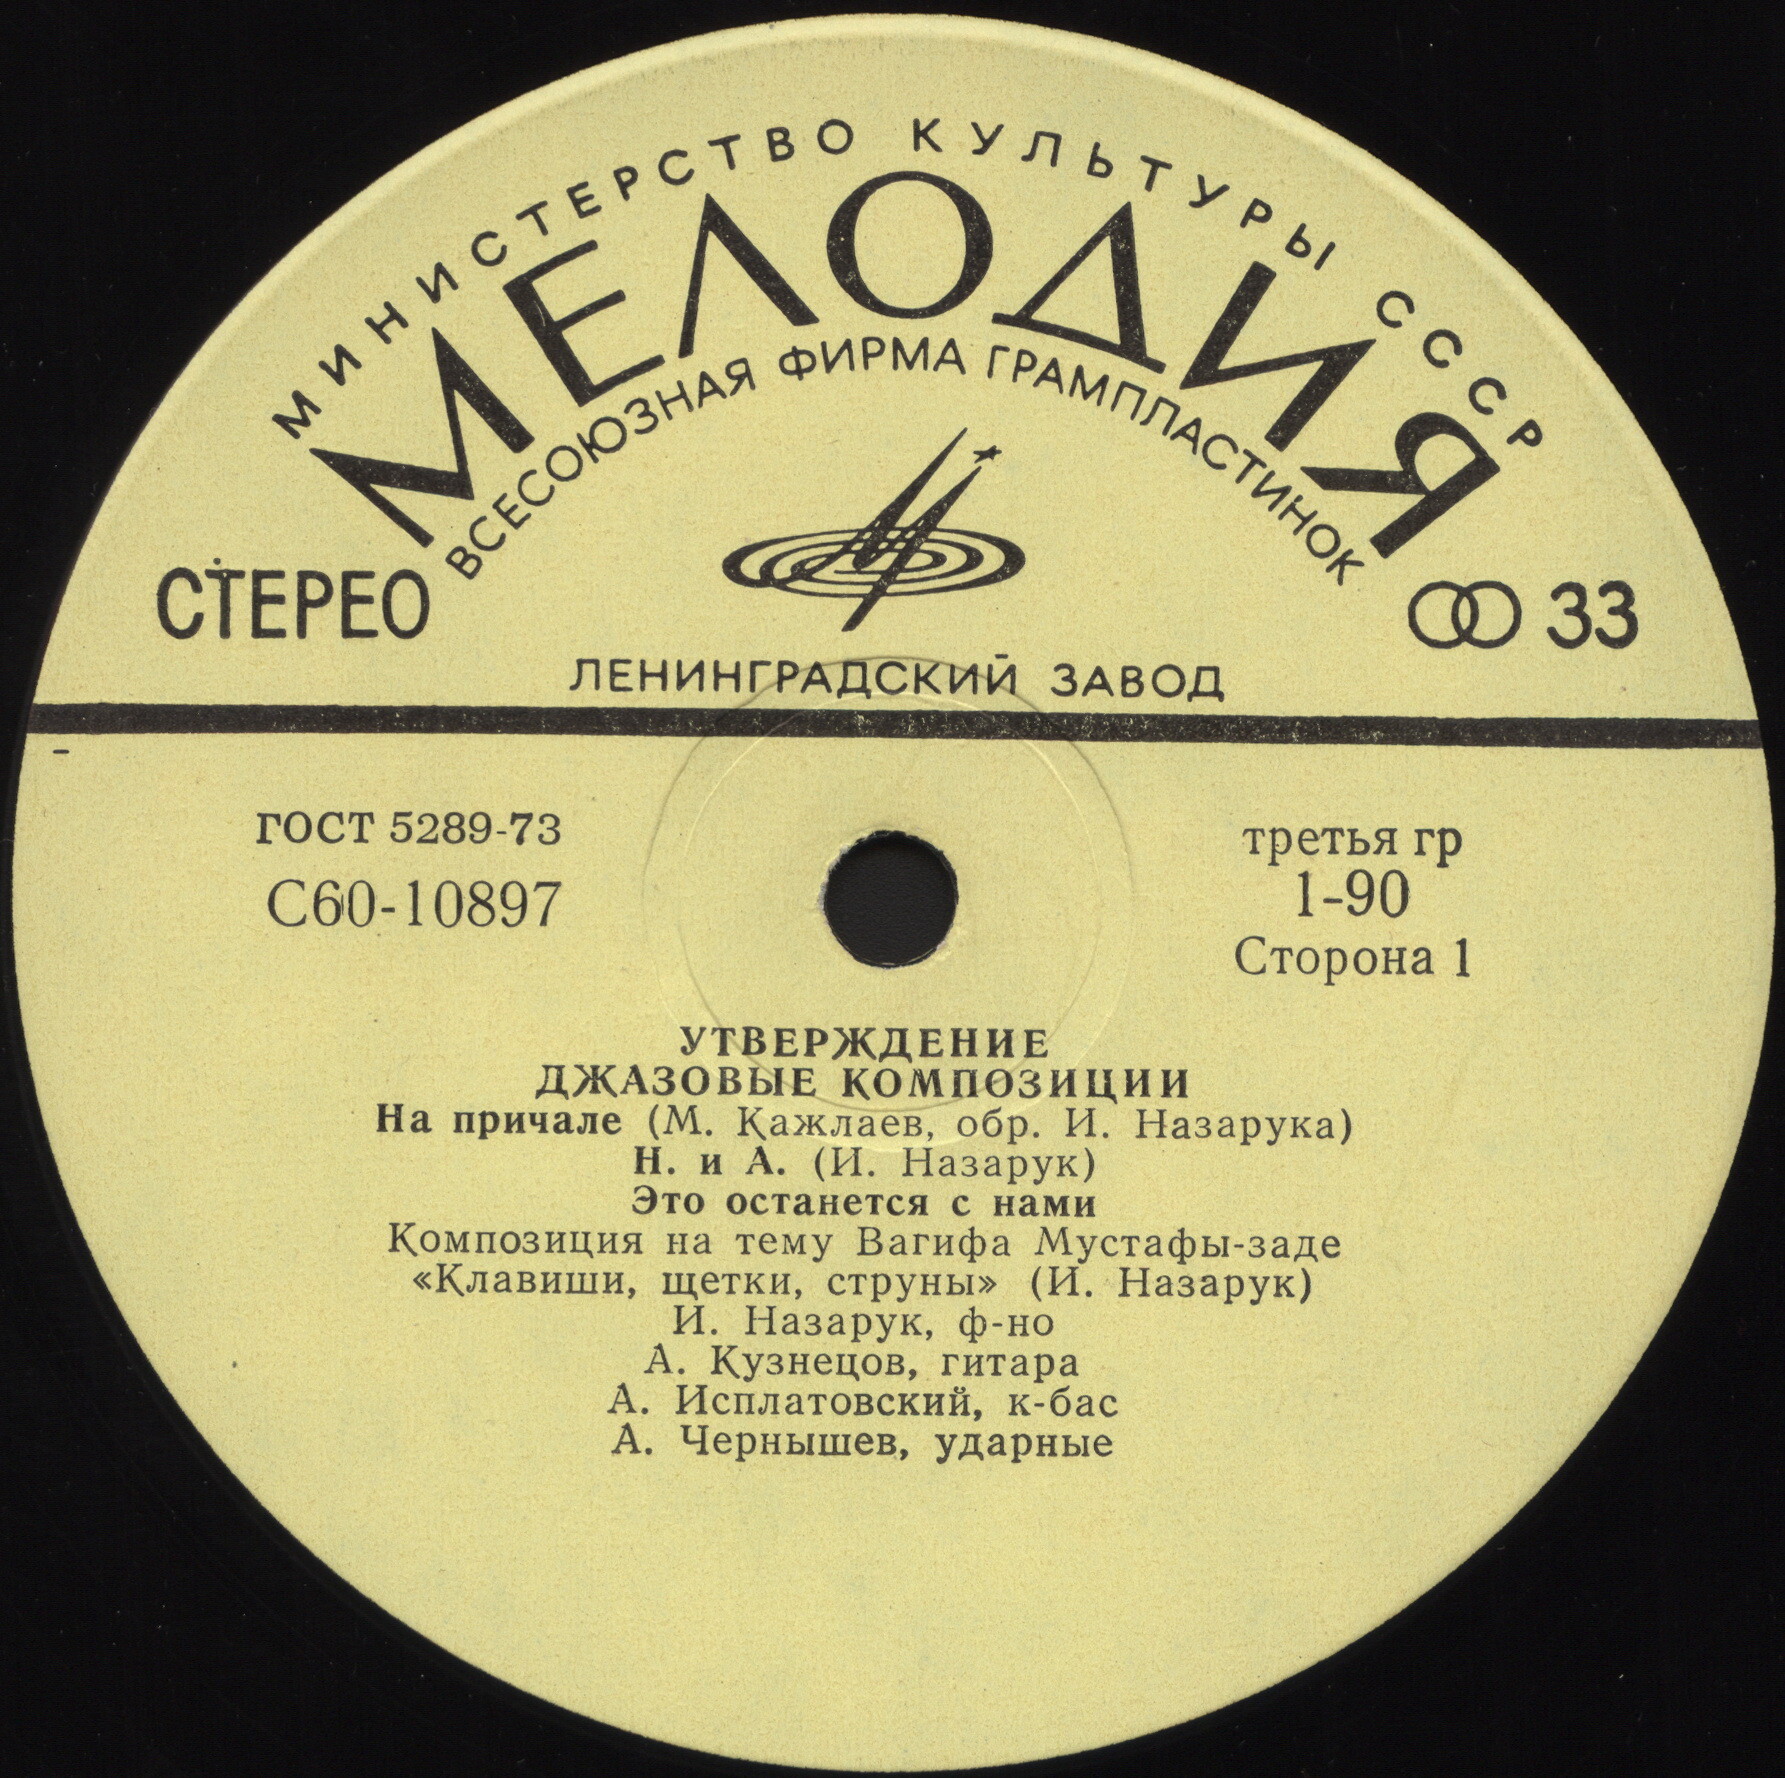 МИНИСТЕРСТВО КУЛЬТУРЫ СССР
МЕЛОДИЯ
ВСЕСОЮЗНАЯ ФИРМА ГРАМПЛАСТИНОК
СТЕРЕО
33
ЛЕНИНГРАДСКИЙ ЗАВОД
ГОСТ 5289-73
С60-10897
третья гр
1-90
Сторона 1
УТВЕРЖДЕНИЕ
ДЖАЗОВЫЕ КОМПОЗИЦИИ
На причале (М. Кажлаев, обр. И. Назарука)
Н. и А. (И. Назарук)
Это останется с нами
Композиция на тему Вагифа Мустафы-заде
«Клавиши, щетки, струны» (И. Назарук)
И. Назарук, ф-но
А. Кузнецов, гитара
А. Исплатовский, к-бас
А. Чернышев, ударные